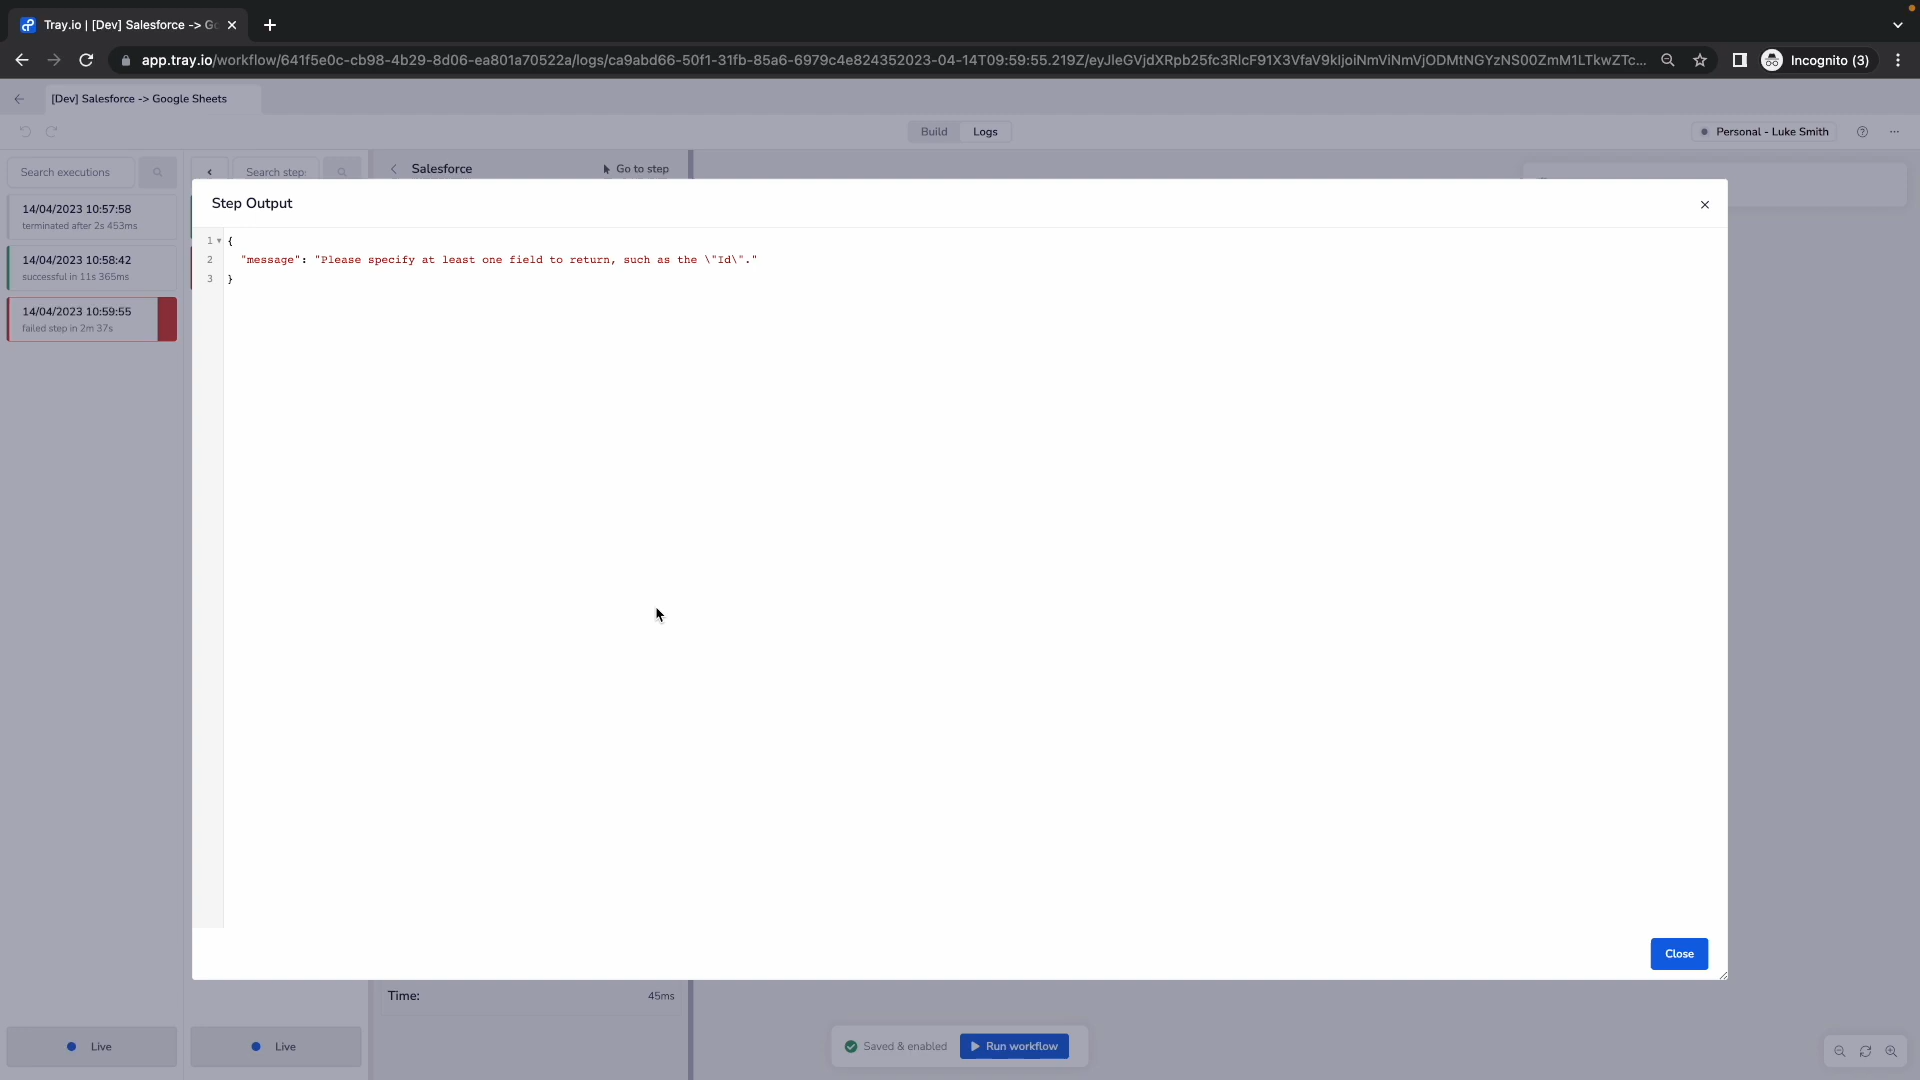 Tray.io | [Dev] Salesforce -> Go
app.tray.io/workflow/641f5e0c-cb98-4b29-8d06-ea801a70522a/logs/ca9abd66-50f1-31fb-85a6-6979c4e824352023-04-14T09:59:55.219Z/eyJleGVjdXRpb25fc3RlcF91X3VfaV9kIjoiNmViNmVjODMtNGYzNS00ZmM1LTkwZTc...
Incognito (3)
[Dev] Salesforce -> Google Sheets
Build
Logs
Personal - Luke Smith
Search executions
Search step
Salesforce
Go to step
14/04/2023 10:57:58
terminated after 2s 453ms
14/04/2023 10:58:42
successful in 11s 365ms
14/04/2023 10:59:55
failed step in 2m 37s
Step Output
1
{
2
"message": "Please specify at least one field to return, such as the \"Id\"."
3
}
Close
Time:
45ms
Live
Live
Saved & enabled
Run workflow